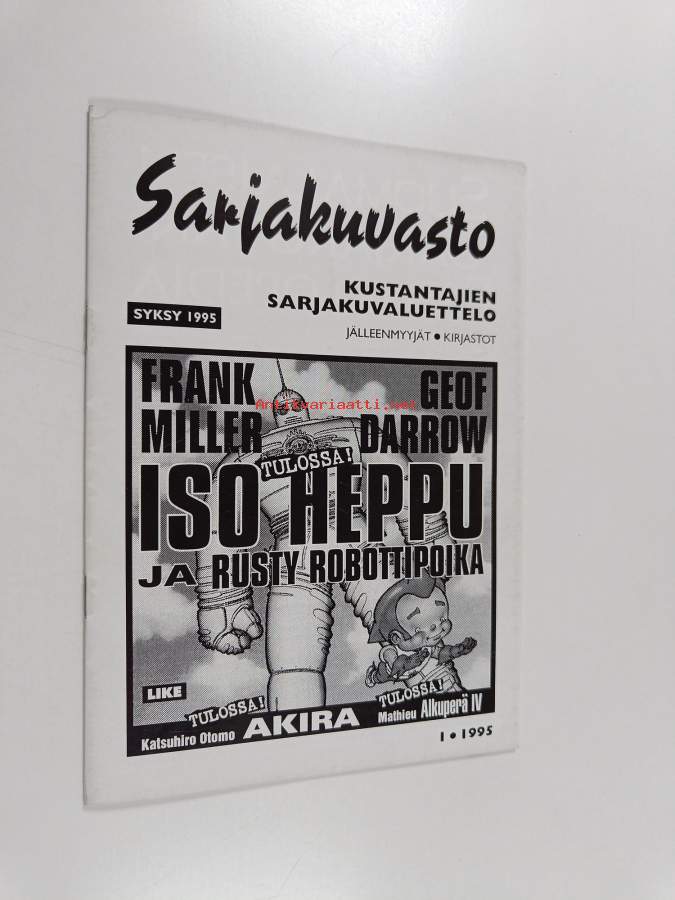 Sarjakuvasto
KUSTANTAJIEN
SARJAKUVALUETTELO
SYKSY 1995
JÄLLEENMYYJÄT ● KIRJASTOT
FRANK MILLER
GEOF DARROW
Antikvariaatti.net
TULOSSA!
ISO HEPPU
JA RUSTY ROBOTTIPOIKA
LIKE
TULOSSA!
Katsuhiro Otomo AKIRA
TULOSSA!
Mathieu Alkuperä IV
1 ● 1995